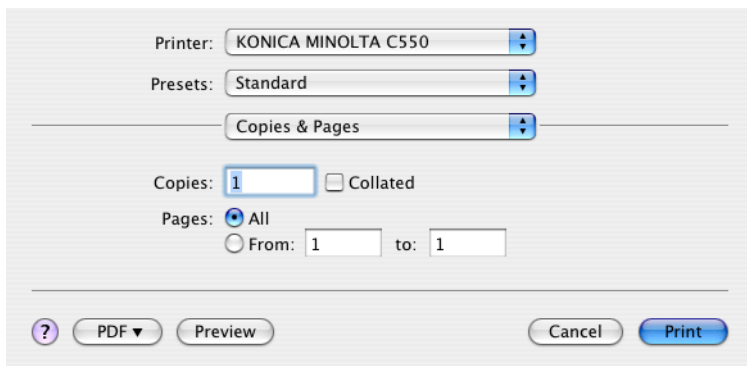 Printer: KONICA MINOLTA C550
Presets: Standard
Copies & Pages
Copies: 1 Collated
Pages: All
From: 1 to: 1
? PDF▼ Preview Cancel Print